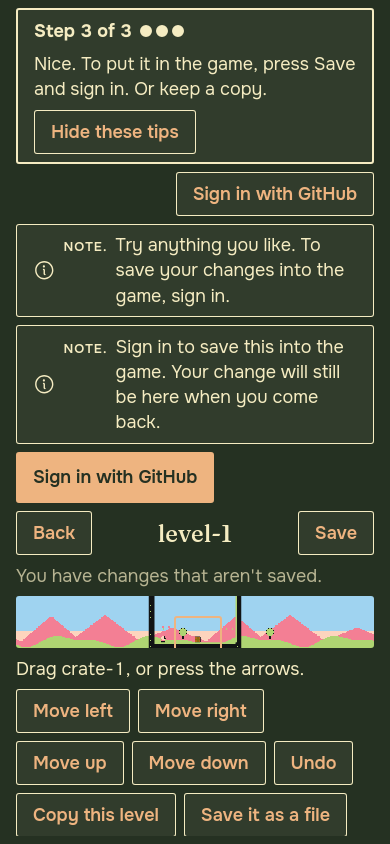 Step 3 of 3
Nice. To put it in the game, press Save
and sign in. Or keep a copy.
Hide these tips
Sign in with GitHub
NOTE. Try anything you like. To
save your changes into the
game, sign in.
NOTE. Sign in to save this into the
game. Your change will still
be here when you come
back.
Sign in with GitHub
Back level-1 Save
You have changes that aren't saved.
Drag crate-1, or press the arrows.
Move left Move right
Move up Move down Undo
Copy this level Save it as a file